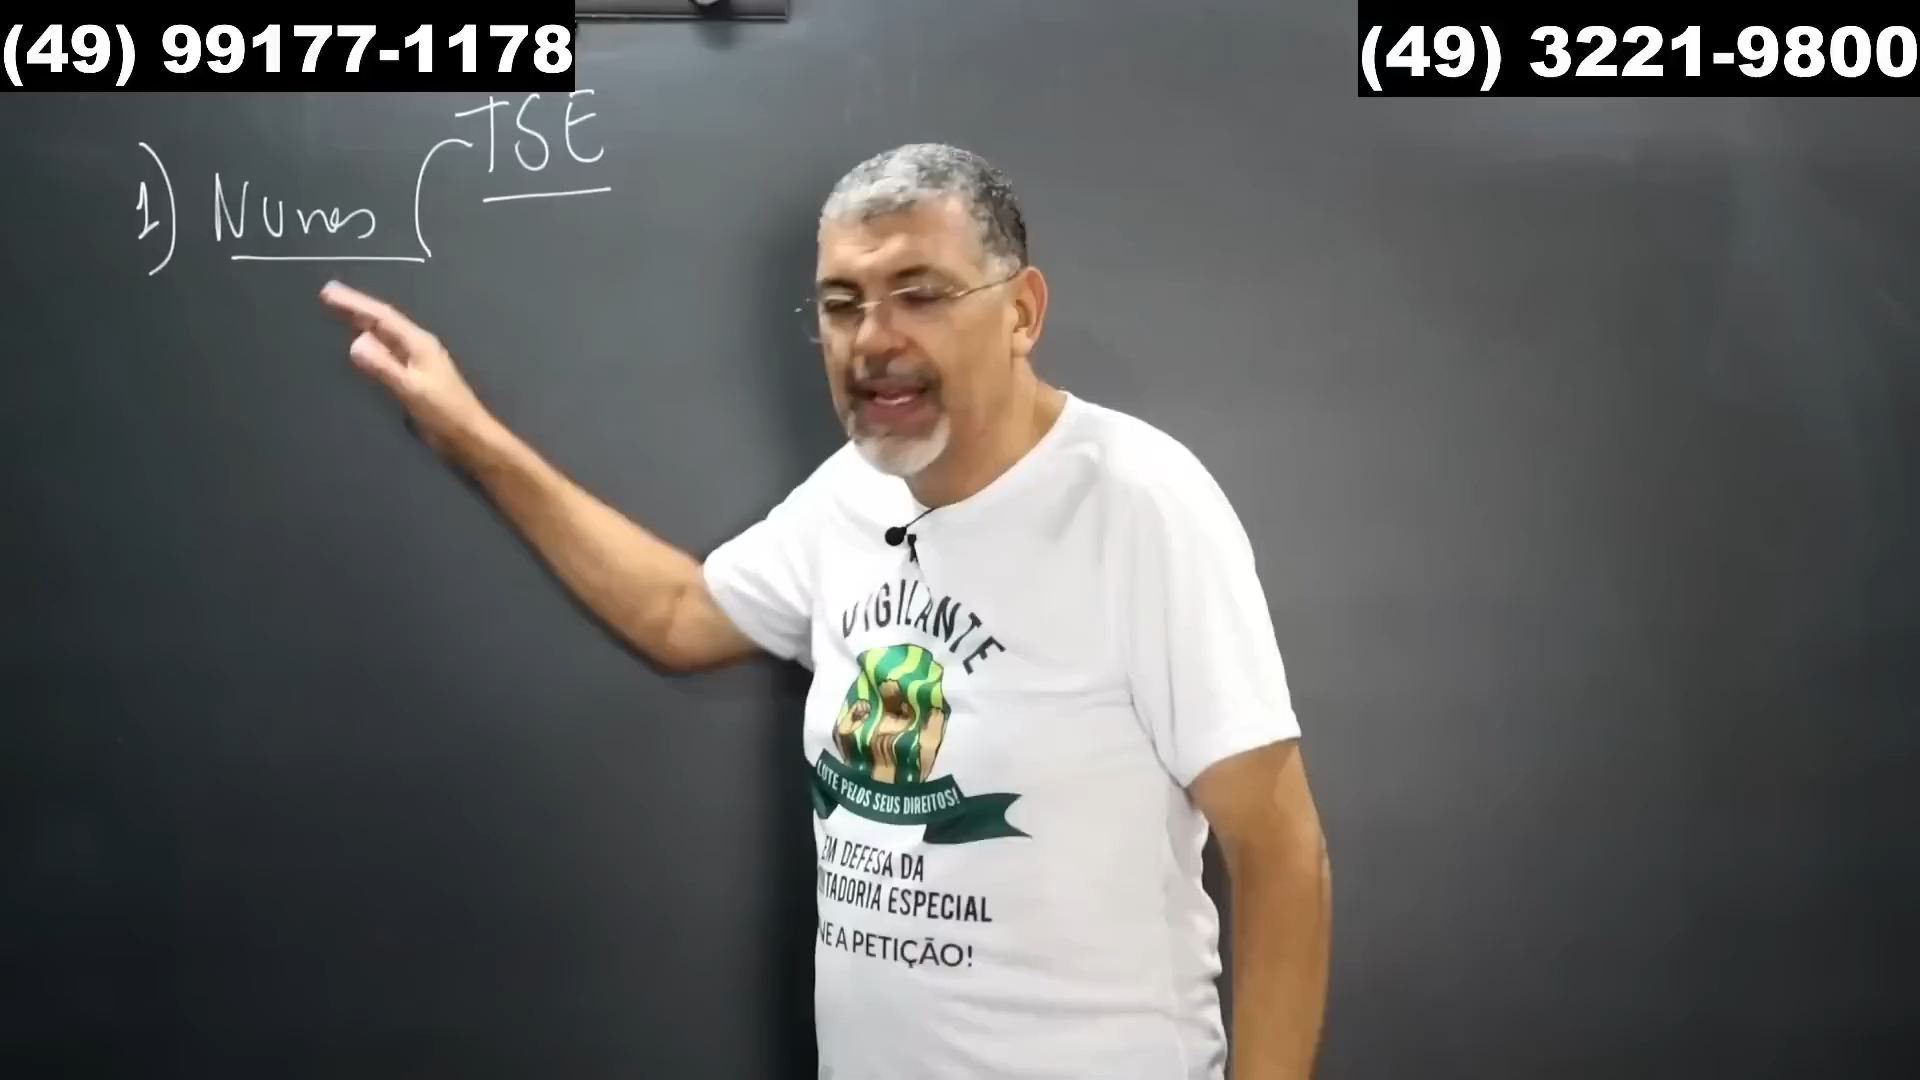 (49) 99177-1178
(49) 3221-9800
TSE
1) Nunes
VIGILANTE
LUTE PELOS SEUS DIREITOS!
EM DEFESA DA
NTADORIA ESPECIAL
NE A PETIÇÃO!